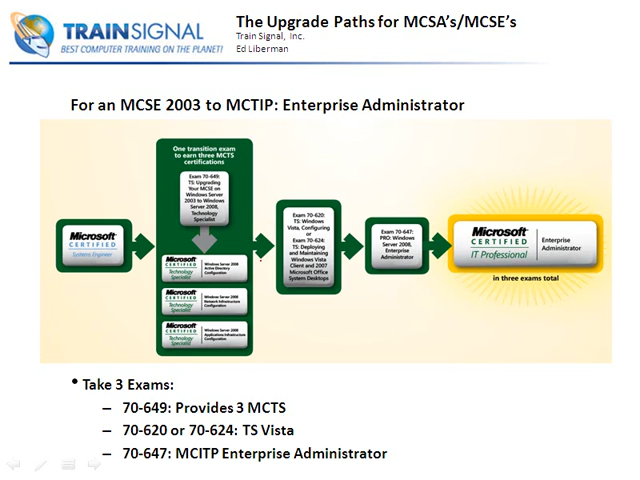 TRAINSIGNAL
BEST COMPUTER TRAINING ON THE PLANET!
The Upgrade Paths for MCSA's/MCSE's
Train Signal, Inc.
Ed Liberman
For an MCSE 2003 to MCTIP: Enterprise Administrator
One transition exam
to earn three MCTS
certifications
Exam 70-649:
TS: Upgrading
Your MCSE on
Windows Server
2003 to Windows
Server 2008,
Technology
Specialist
Microsoft
CERTIFIED
Systems Engineer
Microsoft
CERTIFIED
Technology
Specialist
Windows Server 2008
Active Directory
Configuration
Microsoft
CERTIFIED
Technology
Specialist
Windows Server 2008
Network Infrastructure
Configuration
Microsoft
CERTIFIED
Technology
Specialist
Windows Server 2008
Applications Infrastructure
Configuration
Exam 70-620:
TS: Windows
Vista, Configuring
or
Exam 70-624:
TS: Deploying
and Maintaining
Windows Vista
Client and 2007
Microsoft Office
System Desktops
Exam 70-647:
PRO: Windows
Server 2008,
Enterprise
Administrator
Microsoft
CERTIFIED
IT Professional
Enterprise
Administrator
in three exams total
• Take 3 Exams:
– 70-649: Provides 3 MCTS
– 70-620 or 70-624: TS Vista
– 70-647: MCITP Enterprise Administrator